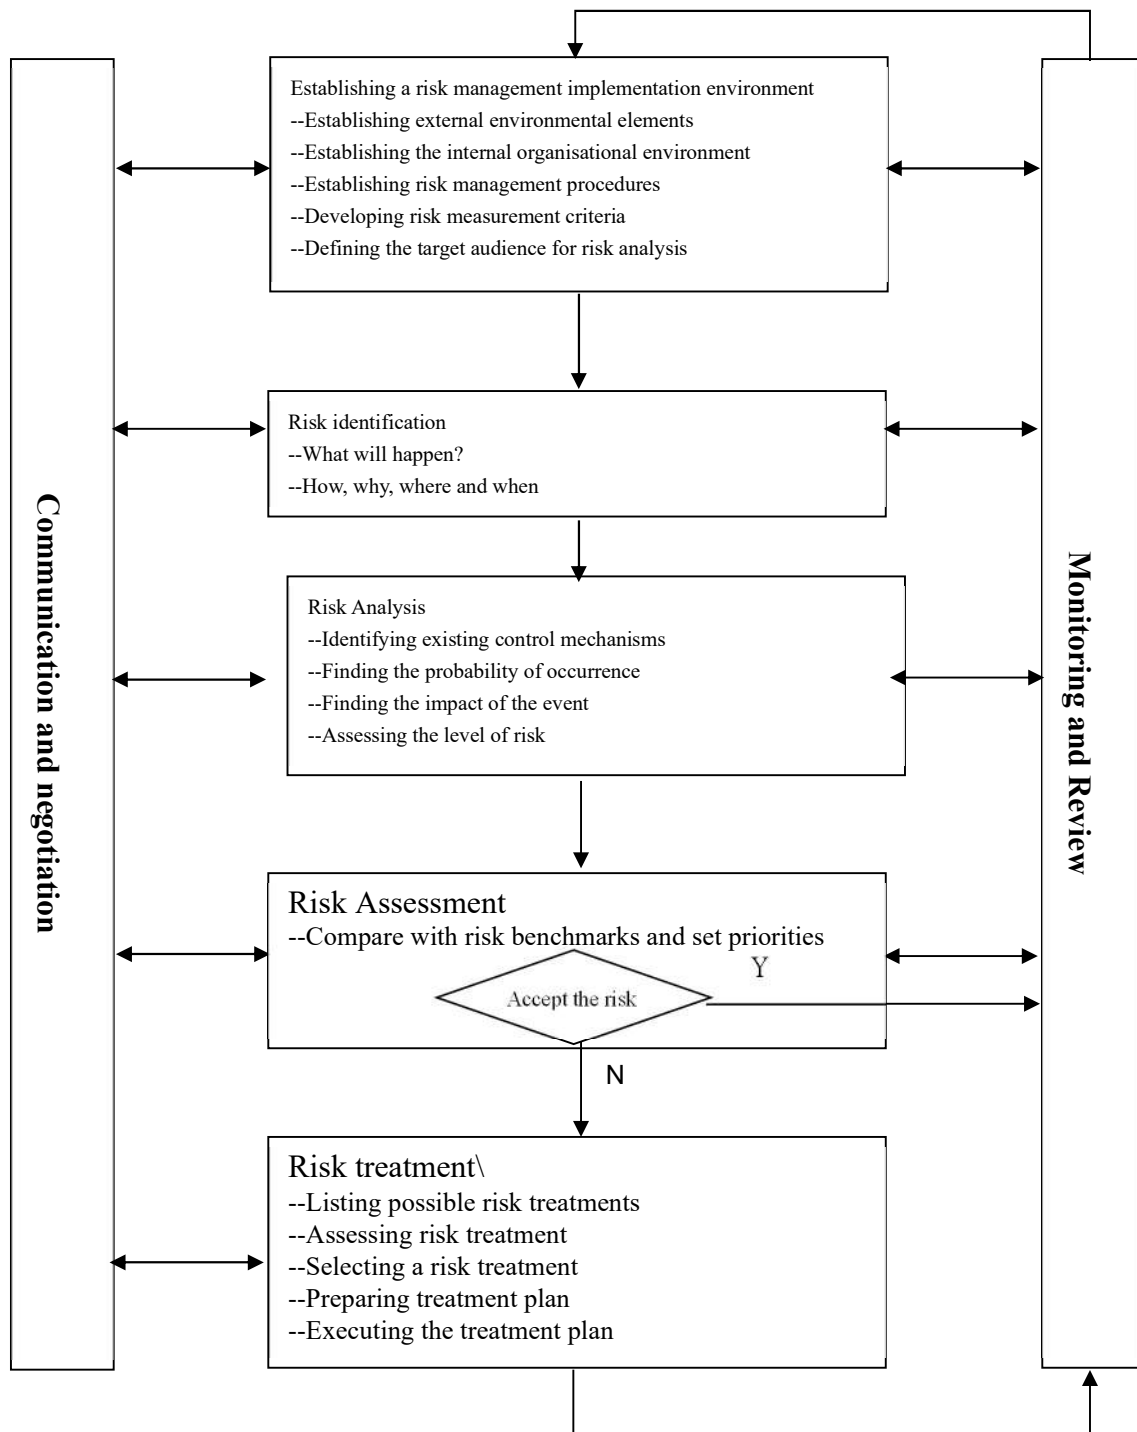 Establishing a risk management implementation environment
--Establishing external environmental elements
--Establishing the internal organisational environment
--Establishing risk management procedures
--Developing risk measurement criteria
--Defining the target audience for risk analysis
Risk identification
--What will happen?
--How, why, where and when
Communication and negotiation
Monitoring and Review
Risk Analysis
--Identifying existing control mechanisms
--Finding the probability of occurrence
--Finding the impact of the event
--Assessing the level of risk
Risk Assessment
--Compare with risk benchmarks and set priorities
Y
Accept the risk
N
Risk treatment\
--Listing possible risk treatments
--Assessing risk treatment
--Selecting a risk treatment
--Preparing treatment plan
--Executing the treatment plan